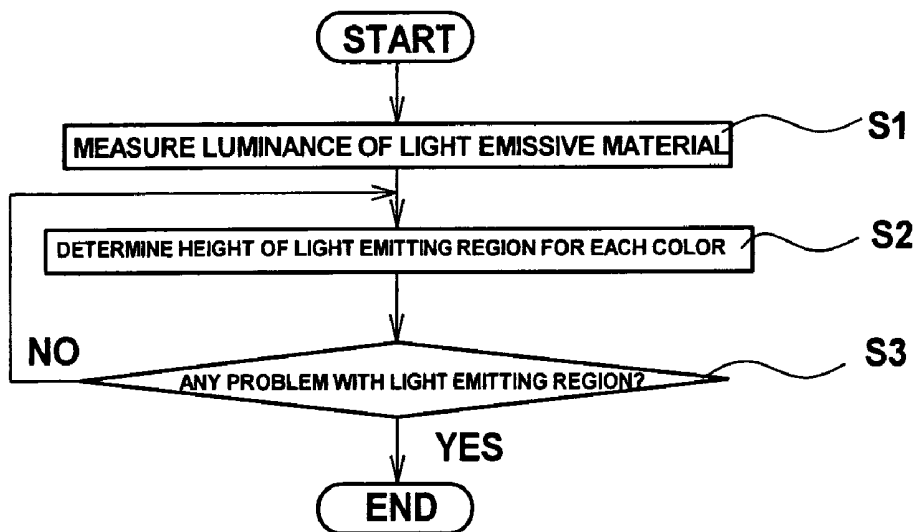 START
MEASURE LUMINANCE OF LIGHT EMISSIVE MATERIAL
S1
DETERMINE HEIGHT OF LIGHT EMITTING REGION FOR EACH COLOR
S2
NO
ANY PROBLEM WITH LIGHT EMITTING REGION?
S3
YES
END